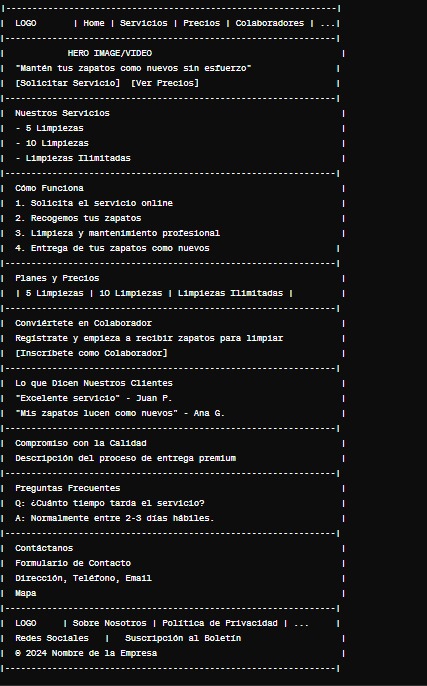 |--------------------------------------------------------------|
|  LOGO       | Home | Servicios | Precios | Colaboradores | ...|
|--------------------------------------------------------------|
|            HERO IMAGE/VIDEO                                    |
|  "Mantén tus zapatos como nuevos sin esfuerzo"                |
|  [Solicitar Servicio]  [Ver Precios]                          |
|--------------------------------------------------------------|
|  Nuestros Servicios                                            |
|  - 5 Limpiezas                                                 |
|  - 10 Limpiezas                                                |
|  - Limpiezas Ilimitadas                                        |
|--------------------------------------------------------------|
|  Cómo Funciona                                                 |
|  1. Solicita el servicio online                                |
|  2. Recogemos tus zapatos                                      |
|  3. Limpieza y mantenimiento profesional                       |
|  4. Entrega de tus zapatos como nuevos                        |
|--------------------------------------------------------------|
|  Planes y Precios                                              |
|  | 5 Limpiezas | 10 Limpiezas | Limpiezas Ilimitadas |         |
|--------------------------------------------------------------|
|  Conviértete en Colaborador                                    |
|  Regístrate y empieza a recibir zapatos para limpiar           |
|  [Inscríbete como Colaborador]                                 |
|--------------------------------------------------------------|
|  Lo que Dicen Nuestros Clientes                                |
|  "Excelente servicio" - Juan P.                                |
|  "Mis zapatos lucen como nuevos" - Ana G.                      |
|--------------------------------------------------------------|
|  Compromiso con la Calidad                                     |
|  Descripción del proceso de entrega premium                    |
|--------------------------------------------------------------|
|  Preguntas Frecuentes                                          |
|  Q: ¿Cuánto tiempo tarda el servicio?                          |
|  A: Normalmente entre 2-3 días hábiles.                        |
|--------------------------------------------------------------|
|  Contáctanos                                                   |
|  Formulario de Contacto                                        |
|  Dirección, Teléfono, Email                                    |
|  Mapa                                                          |
|--------------------------------------------------------------|
|  LOGO     | Sobre Nosotros | Política de Privacidad | ...      |
|  Redes Sociales   |   Suscripción al Boletín                   |
|  © 2024 Nombre de la Empresa                                   |
|--------------------------------------------------------------|